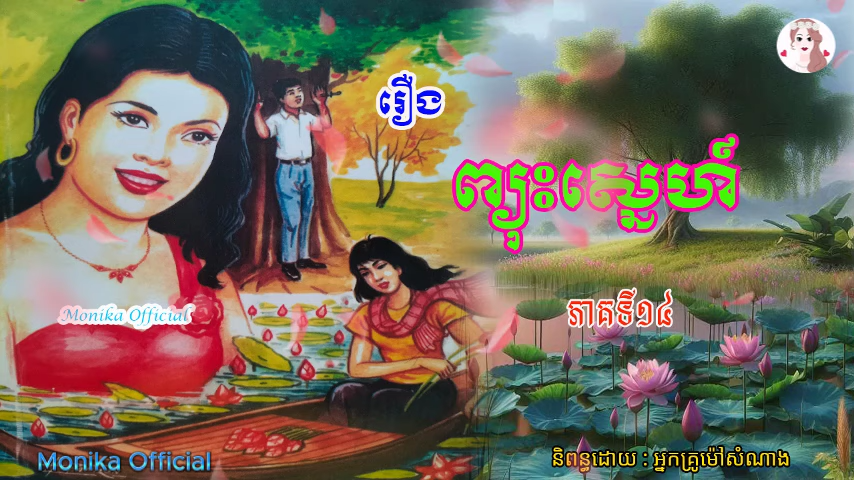 រឿង
ព្យុះស្នេហ៍
ភាគទី១៤
Monika Official
Monika Official
និពន្ធដោយ : អ្នកគ្រូម៉ៅសំណាង